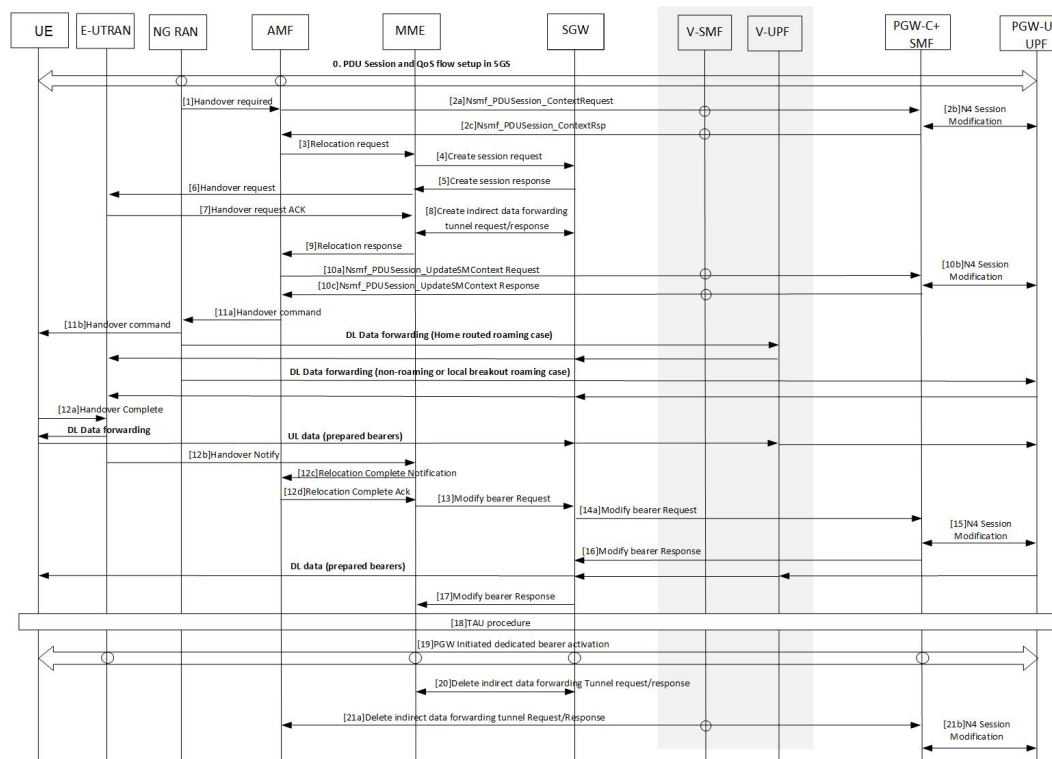 UE
E-UTRAN
NG RAN
AMF
MME
SGW
V-SMF
V-UPF
PGW-C+
SMF
PGW-U
UPF
0. PDU Session and QoS flow setup in 5GS
[1]Handover required
[2a]Nsmf_PDUSession_ContextRequest
[2b]N4 Session
Modification
[2c]Nsmf_PDUSession_ContextRsp
[3]Relocation request
[4]Create session request
[5]Create session response
[6]Handover request
[7]Handover request ACK
[8]Create indirect data forwarding
tunnel request/response
[9]Relocation response
[10a]Nsmf_PDUSession_UpdateSMContext Request
[10b]N4 Session
Modification
[10c]Nsmf_PDUSession_UpdateSMContext Response
[11a]Handover command
[11b]Handover command
DL Data forwarding (Home routed roaming case)
DL Data forwarding (non-roaming or local breakout roaming case)
[12a]Handover Complete
DL Data forwarding
UL data (prepared bearers)
[12b]Handover Notify
[12c]Relocation Complete Notification
[12d]Relocation Complete Ack
[13]Modify bearer Request
[14a]Modify bearer Request
[15]N4 Session
Modification
[16]Modify bearer Response
DL data (prepared bearers)
[17]Modify bearer Response
[18]TAU procedure
[19]PGW Initiated dedicated bearer activation
[20]Delete indirect data forwarding Tunnel request/response
[21a]Delete indirect data forwarding tunnel Request/Response
[21b]N4 Session
Modification